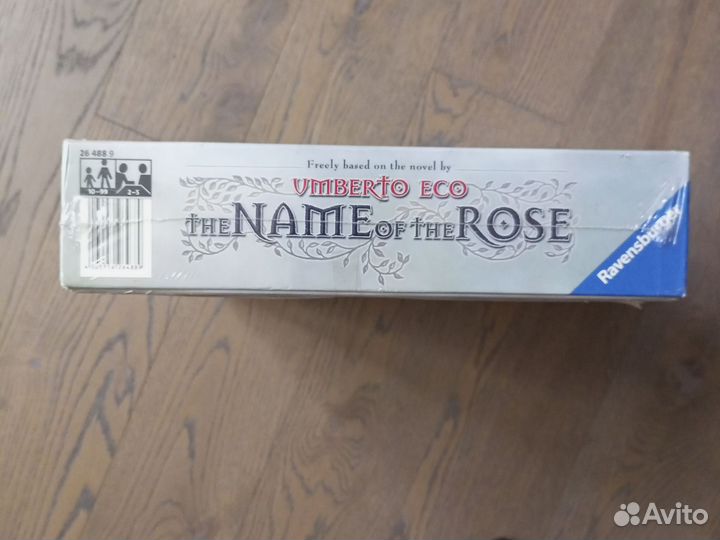 26 488 9
10-99
2-5
Freely based on the novel by
UMBERTO ECO
THE NAME OF THE ROSE
Ravensburger
Avito